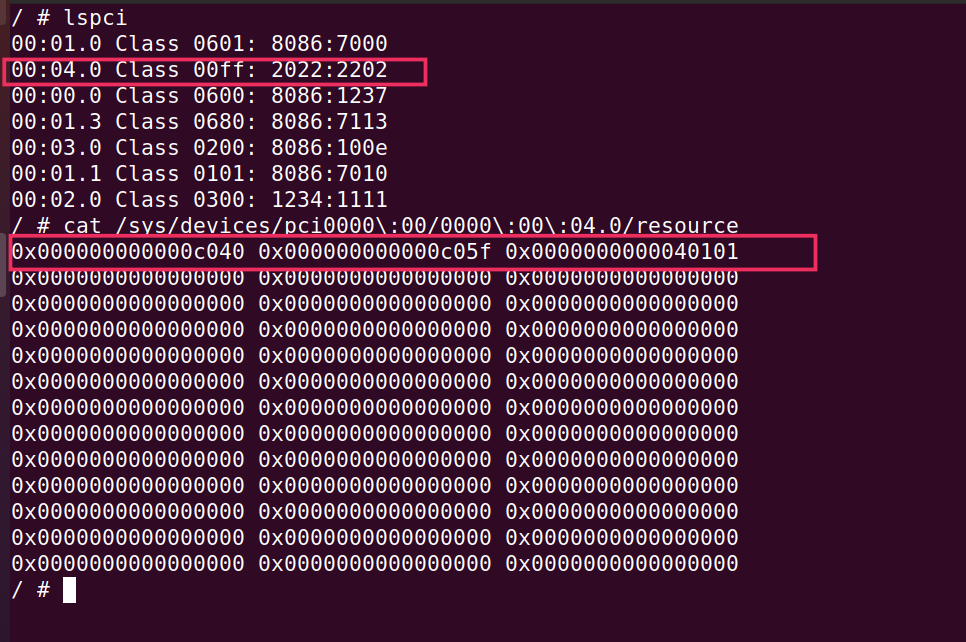 / # lspci
00:01.0 Class 0601: 8086:7000
00:04.0 Class 00ff: 2022:2202
00:00.0 Class 0600: 8086:1237
00:01.3 Class 0680: 8086:7113
00:03.0 Class 0200: 8086:100e
00:01.1 Class 0101: 8086:7010
00:02.0 Class 0300: 1234:1111
/ # cat /sys/devices/pci0000\:00/0000\:00\:04.0/resource
0x000000000000c040 0x000000000000c05f 0x0000000000040101
0x0000000000000000 0x0000000000000000 0x0000000000000000
0x0000000000000000 0x0000000000000000 0x0000000000000000
0x0000000000000000 0x0000000000000000 0x0000000000000000
0x0000000000000000 0x0000000000000000 0x0000000000000000
0x0000000000000000 0x0000000000000000 0x0000000000000000
0x0000000000000000 0x0000000000000000 0x0000000000000000
0x0000000000000000 0x0000000000000000 0x0000000000000000
0x0000000000000000 0x0000000000000000 0x0000000000000000
0x0000000000000000 0x0000000000000000 0x0000000000000000
0x0000000000000000 0x0000000000000000 0x0000000000000000
0x0000000000000000 0x0000000000000000 0x0000000000000000
0x0000000000000000 0x0000000000000000 0x0000000000000000
/ #